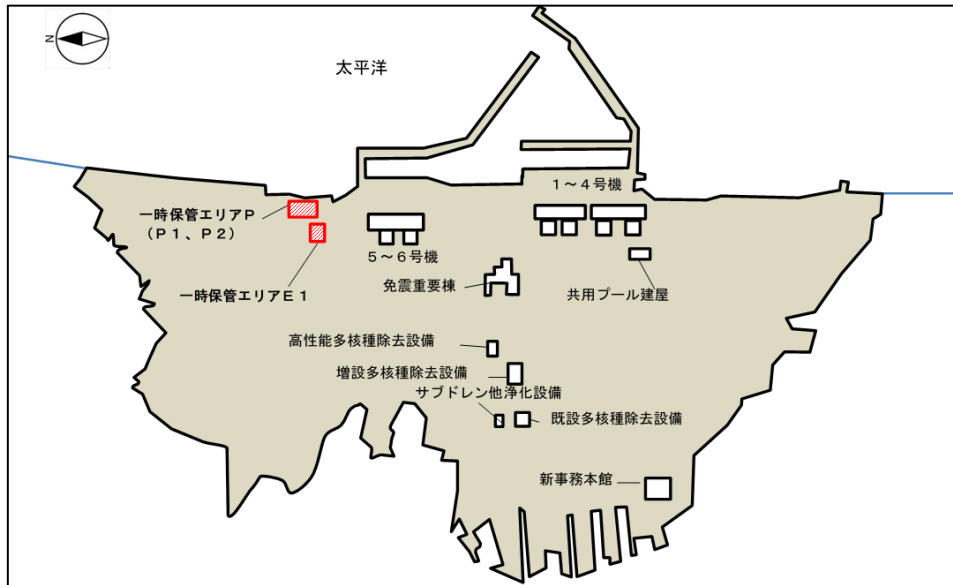 N
太平洋
1～4号機
一時保管エリアP
(P1、P2)
5～6号機
免震重要棟
共用プール建屋
一時保管エリアE1
高性能多核種除去設備
増設多核種除去設備
サブドレン他浄化設備
既設多核種除去設備
新事務本館